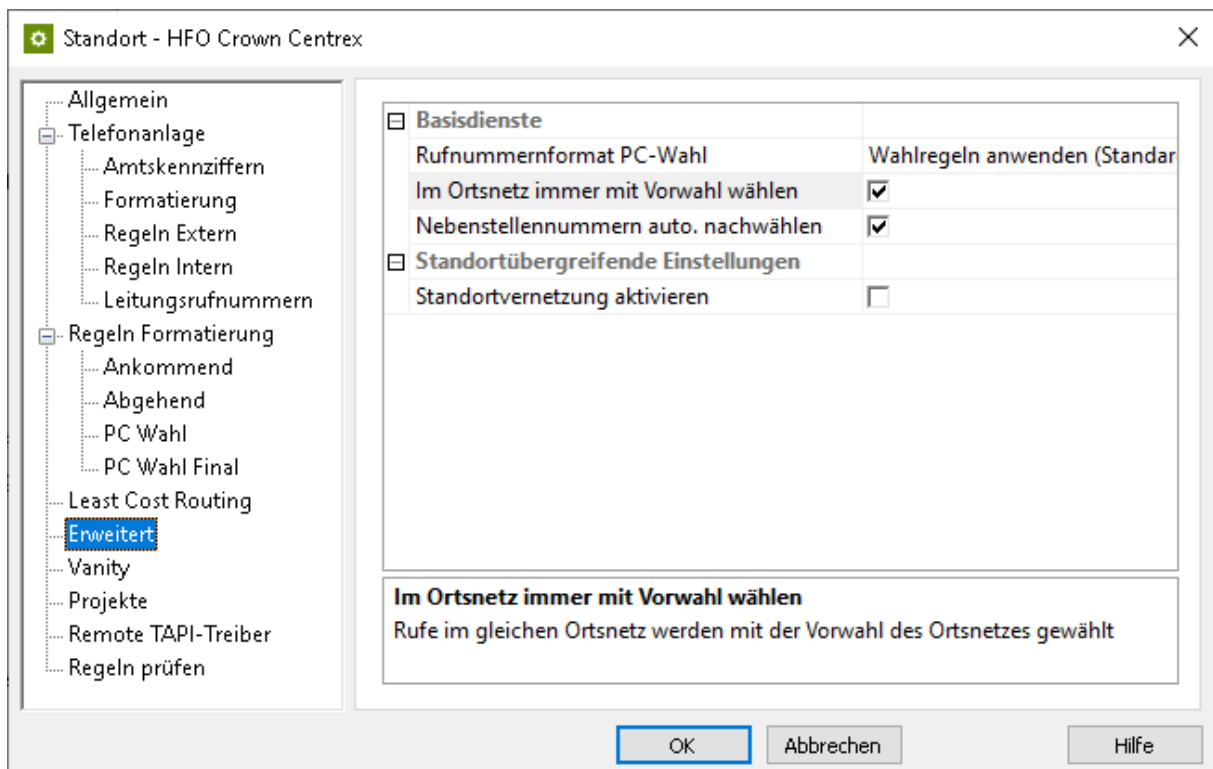 Standort - HFO Crown Centrex
Allgemein
Telefonanlage
Amtskennziffern
Formatierung
Regeln Extern
Regeln Intern
Leitungsrufnummern
Regeln Formatierung
Ankommend
Abgehend
PC Wahl
PC Wahl Final
Least Cost Routing
Erweitert
Vanity
Projekte
Remote TAPI-Treiber
Regeln prüfen
Basisdienste
Rufnummernformat PC-Wahl Wahlregeln anwenden (Standar
Im Ortsnetz immer mit Vorwahl wählen
Nebenstellennummern auto. nachwählen
Standortübergreifende Einstellungen
Standortvernetzung aktivieren
Im Ortsnetz immer mit Vorwahl wählen
Rufe im gleichen Ortsnetz werden mit der Vorwahl des Ortsnetzes gewählt
OK Abbrechen Hilfe